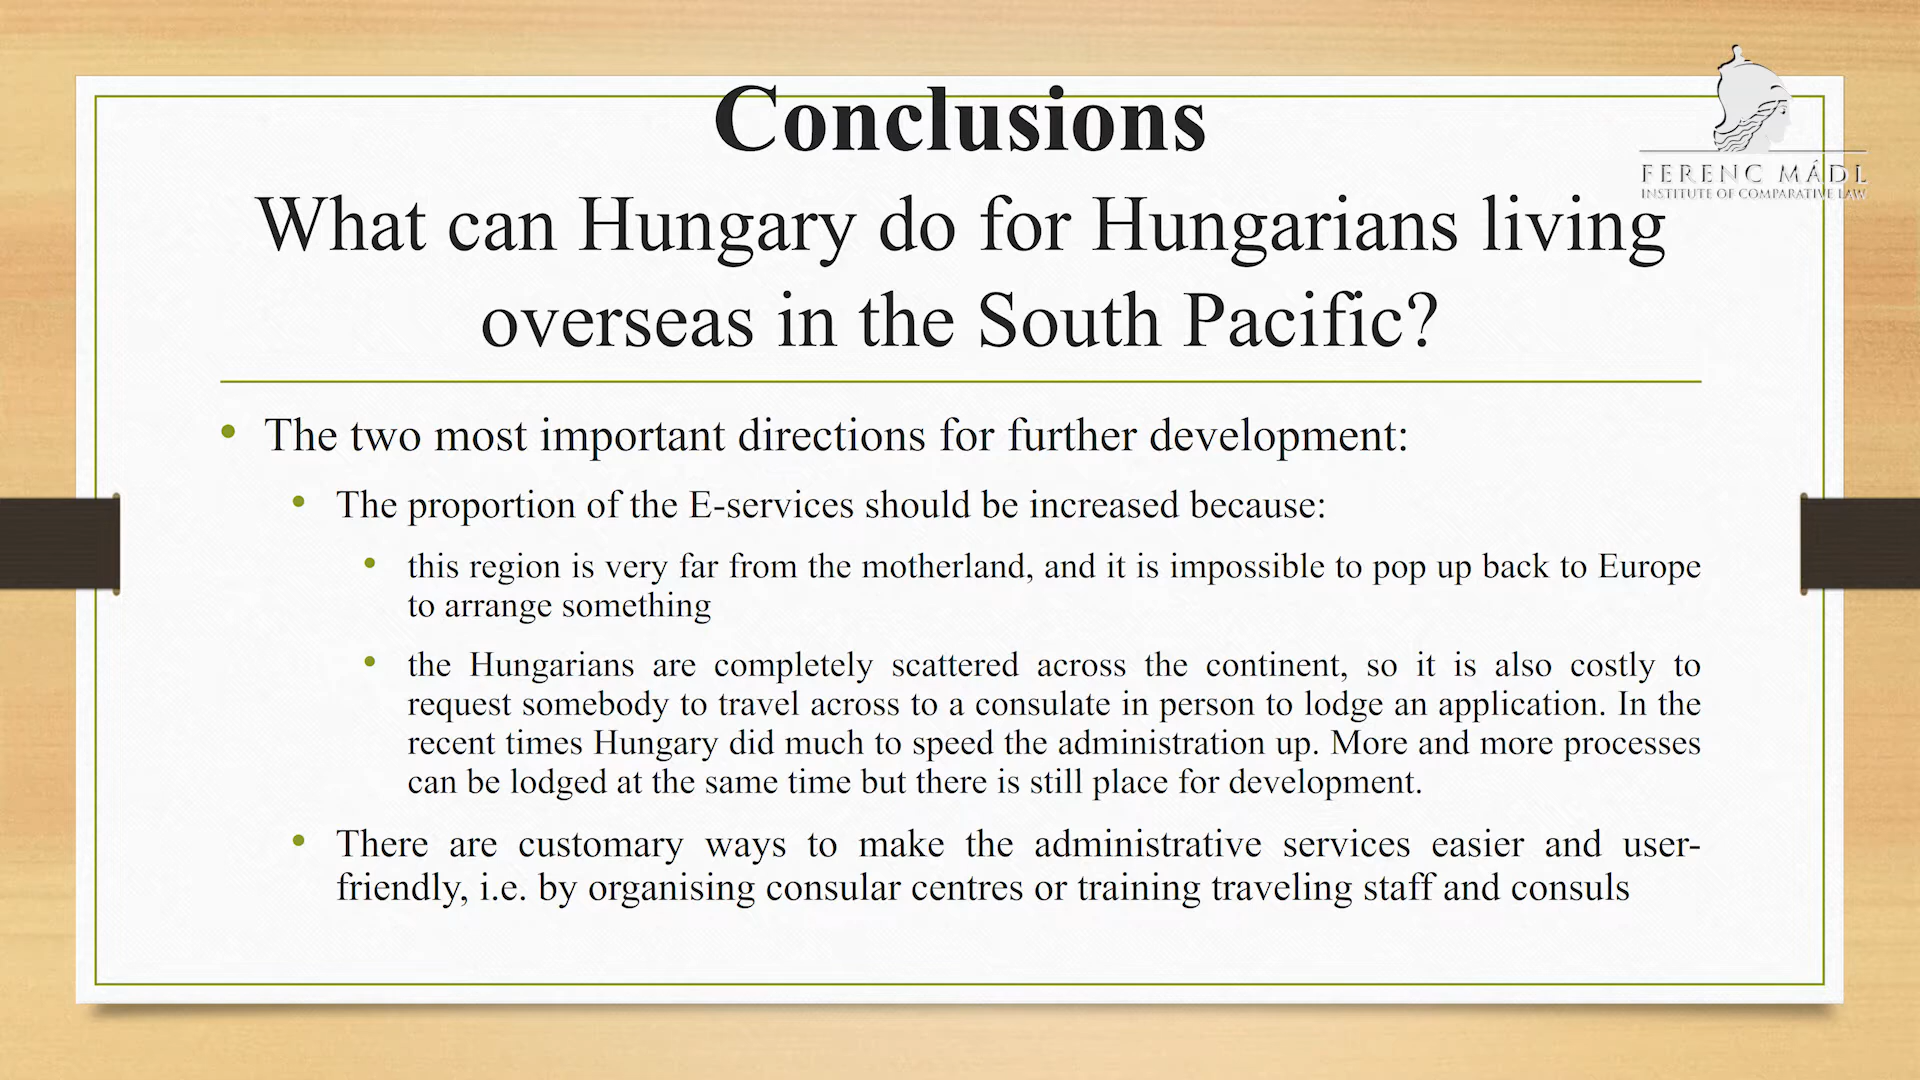 Conclusions
FERENC MÁDL
INSTITUTE OF COMPARATIVE LAW
What can Hungary do for Hungarians living
overseas in the South Pacific?
• The two most important directions for further development:
• The proportion of the E-services should be increased because:
• this region is very far from the motherland, and it is impossible to pop up back to Europe
to arrange something
• the Hungarians are completely scattered across the continent, so it is also costly to
request somebody to travel across to a consulate in person to lodge an application. In the
recent times Hungary did much to speed the administration up. More and more processes
can be lodged at the same time but there is still place for development.
• There are customary ways to make the administrative services easier and user-
friendly, i.e. by organising consular centres or training traveling staff and consuls